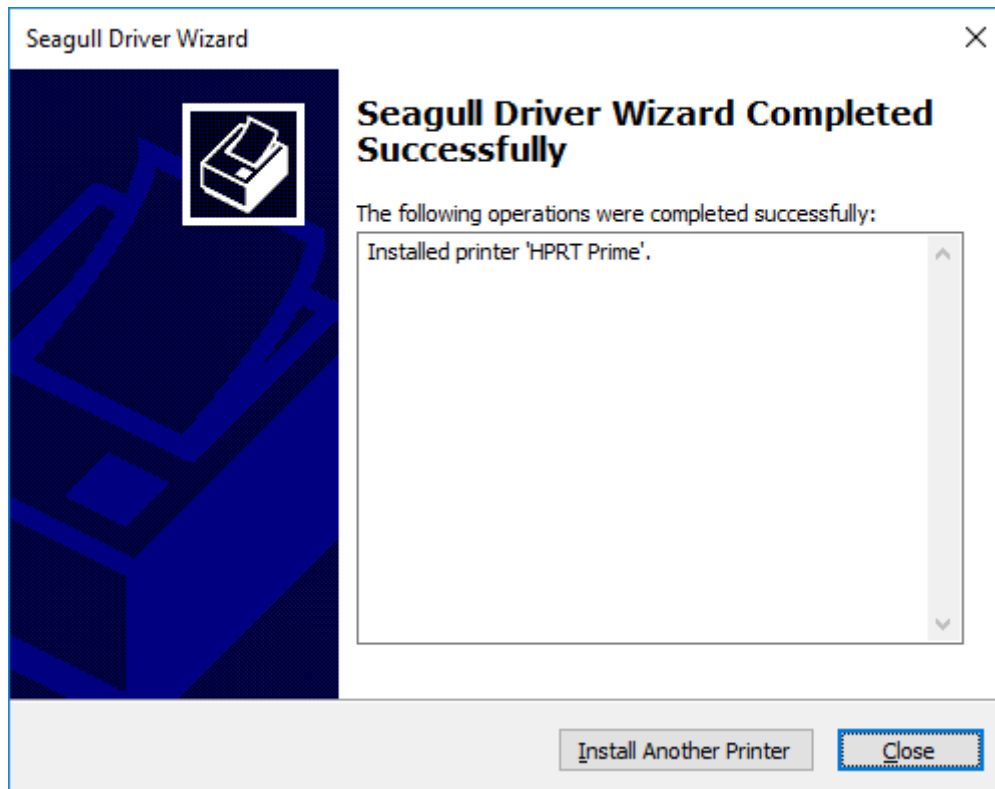 Seagull Driver Wizard
Seagull Driver Wizard Completed
Successfully
The following operations were completed successfully:
Installed printer 'HPRT Prime'.
Install Another Printer
Close